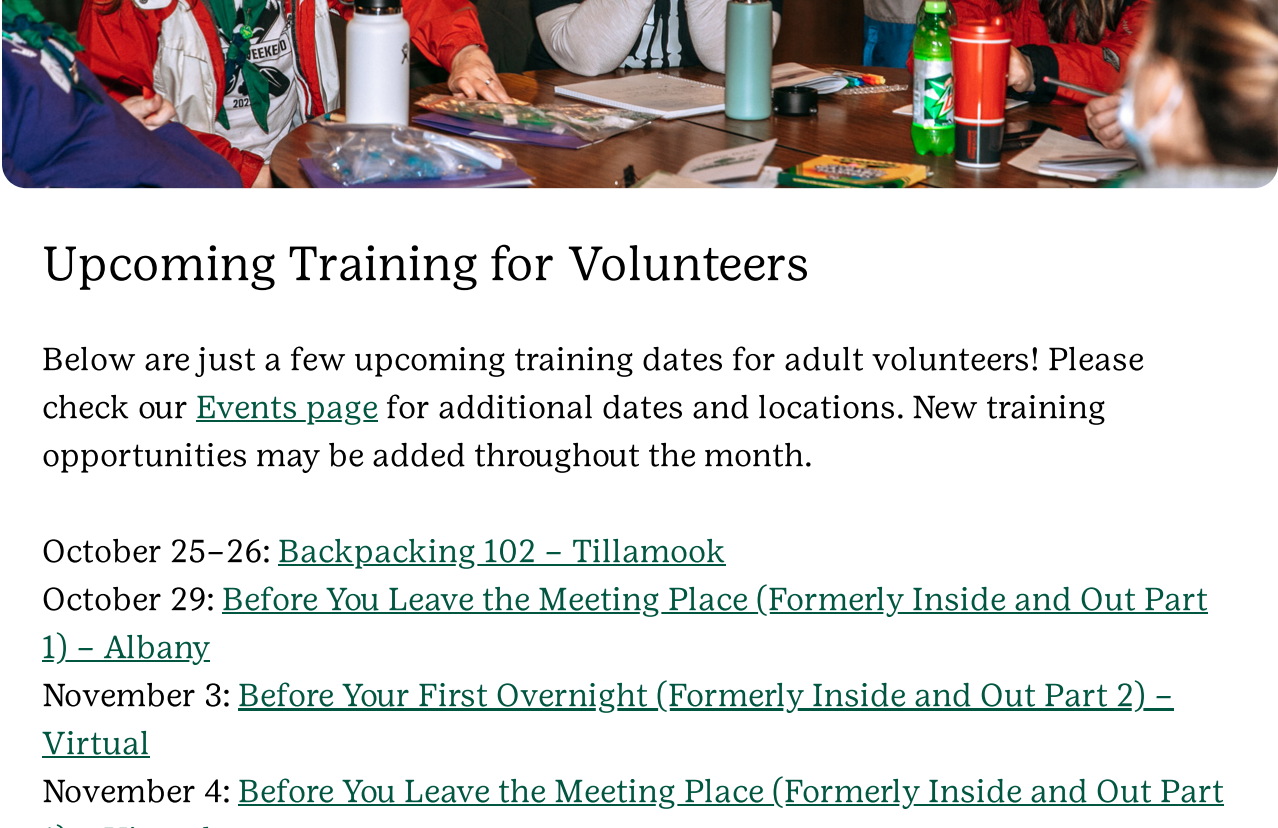 WEEKEND
202
Upcoming Training for Volunteers
Below are just a few upcoming training dates for adult volunteers! Please
check our Events page for additional dates and locations. New training
opportunities may be added throughout the month.
October 25–26: Backpacking 102 – Tillamook
October 29: Before You Leave the Meeting Place (Formerly Inside and Out Part
1) – Albany
November 3: Before Your First Overnight (Formerly Inside and Out Part 2) –
Virtual
November 4: Before You Leave the Meeting Place (Formerly Inside and Out Part